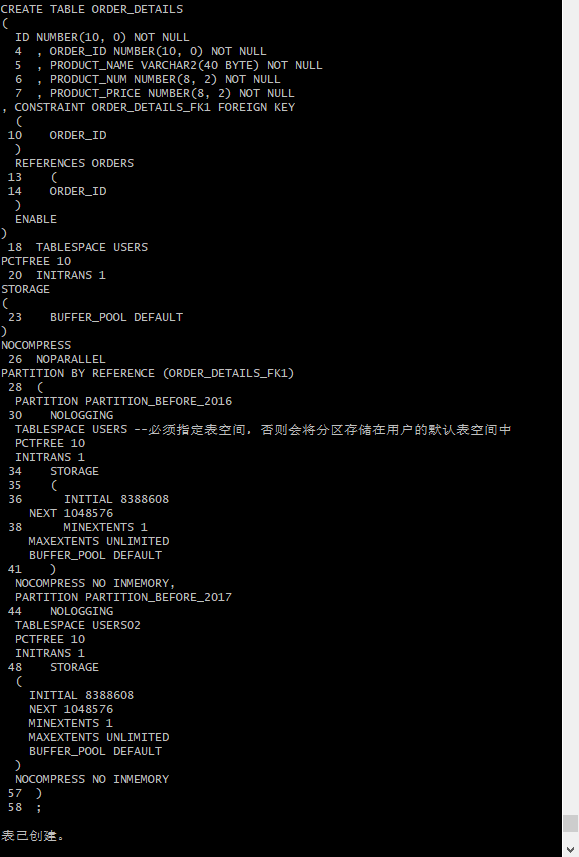 CREATE TABLE ORDER_DETAILS
(
  ID NUMBER(10, 0) NOT NULL
  4  , ORDER_ID NUMBER(10, 0) NOT NULL
  5  , PRODUCT_NAME VARCHAR2(40 BYTE) NOT NULL
  6  , PRODUCT_NUM NUMBER(8, 2) NOT NULL
  7  , PRODUCT_PRICE NUMBER(8, 2) NOT NULL
, CONSTRAINT ORDER_DETAILS_FK1 FOREIGN KEY
  (
 10    ORDER_ID
  )
  REFERENCES ORDERS
 13    (
 14    ORDER_ID
  )
  ENABLE
)
 18  TABLESPACE USERS
PCTFREE 10
 20  INITRANS 1
STORAGE
(
 23    BUFFER_POOL DEFAULT
)
NOCOMPRESS
 26  NOPARALLEL
PARTITION BY REFERENCE (ORDER_DETAILS_FK1)
 28  (
  PARTITION PARTITION_BEFORE_2016
 30    NOLOGGING
  TABLESPACE USERS --必须指定表空间，否则会将分区存储在用户的默认表空间中
  PCTFREE 10
  INITRANS 1
 34    STORAGE
 35    (
 36      INITIAL 8388608
    NEXT 1048576
 38      MINEXTENTS 1
    MAXEXTENTS UNLIMITED
    BUFFER_POOL DEFAULT
 41    )
  NOCOMPRESS NO INMEMORY,
  PARTITION PARTITION_BEFORE_2017
 44    NOLOGGING
  TABLESPACE USERS02
  PCTFREE 10
  INITRANS 1
 48    STORAGE
  (
    INITIAL 8388608
    NEXT 1048576
    MINEXTENTS 1
    MAXEXTENTS UNLIMITED
    BUFFER_POOL DEFAULT
  )
  NOCOMPRESS NO INMEMORY
 57  )
 58  ;
表已创建。